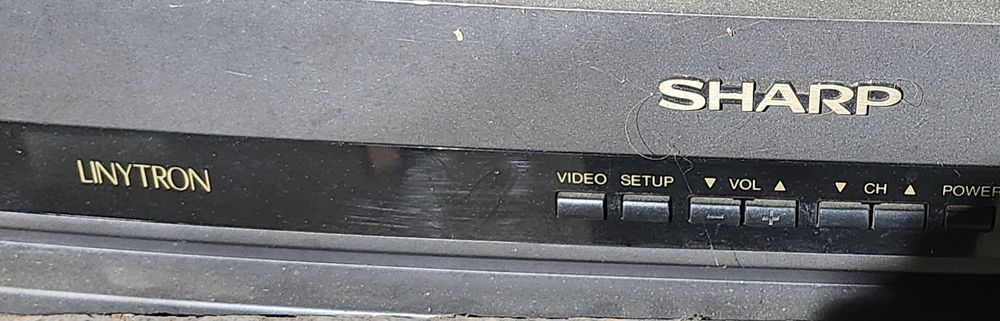 SHARP
LINYTRON
VIDEO SETUP ▼ VOL ▲ ▼ CH ▲ POWER
− +